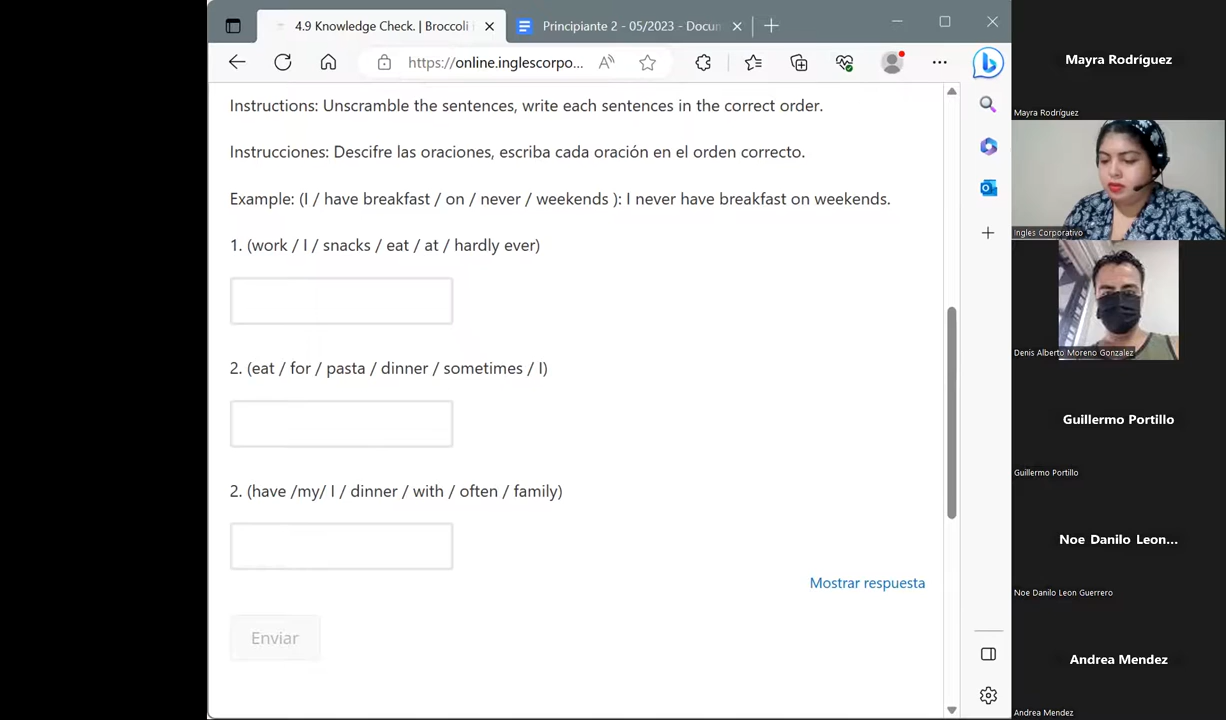 4.9 Knowledge Check. | Broccoli
Principiante 2 - 05/2023 - Docum
https://online.inglescorpo...
Instructions: Unscramble the sentences, write each sentences in the correct order.
Instrucciones: Descifre las oraciones, escriba cada oración en el orden correcto.
Example: (I / have breakfast / on / never / weekends ): I never have breakfast on weekends.
1. (work / I / snacks / eat / at / hardly ever)
2. (eat / for / pasta / dinner / sometimes / I)
2. (have /my/ I / dinner / with / often / family)
Mostrar respuesta
Enviar
Mayra Rodríguez
Mayra Rodríguez
Ingles Corporativo
Denis Alberto Moreno Gonzalez
Guillermo Portillo
Guillermo Portillo
Noe Danilo Leon...
Noe Danilo Leon Guerrero
Andrea Mendez
Andrea Mendez